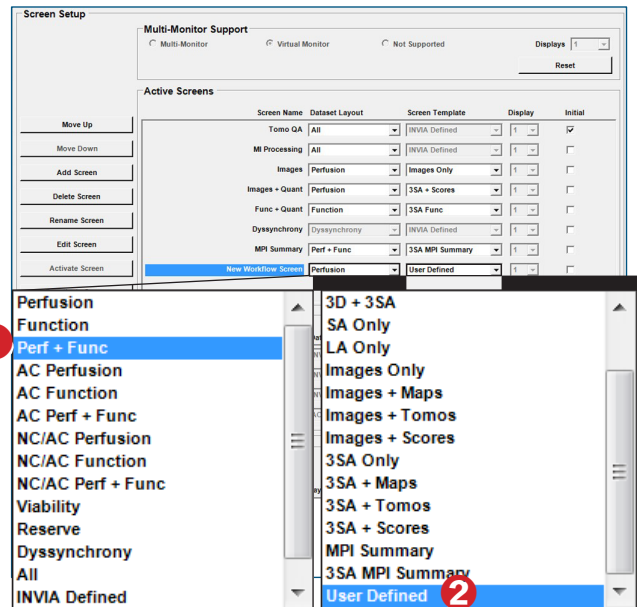 Screen Setup
Multi-Monitor Support
Multi-Monitor Virtual Monitor Not Supported Displays 1
Reset
Active Screens
Screen Name Dataset Layout Screen Template Display Initial
Move Up
Tomo QA All INVIA Defined 1
Move Down
MI Processing All INVIA Defined 1
Add Screen
Images Perfusion Images Only 1
Images + Quant Perfusion 3SA + Scores 1
Delete Screen
Func + Quant Function 3SA Func 1
Rename Screen
Dyssynchrony Dyssynchrony INVIA Defined 1
Edit Screen
MPI Summary Perf + Func 3SA MPI Summary 1
Activate Screen
New Workflow Screen Perfusion User Defined 1
Perfusion
Function
Perf + Func
AC Perfusion
AC Function
AC Perf + Func
NC/AC Perfusion
NC/AC Function
NC/AC Perf + Func
Viability
Reserve
Dyssynchrony
All
INVIA Defined
3D + 3SA
SA Only
LA Only
Images Only
Images + Maps
Images + Tomos
Images + Scores
3SA Only
3SA + Maps
3SA + Tomos
3SA + Scores
MPI Summary
3SA MPI Summary
User Defined 2